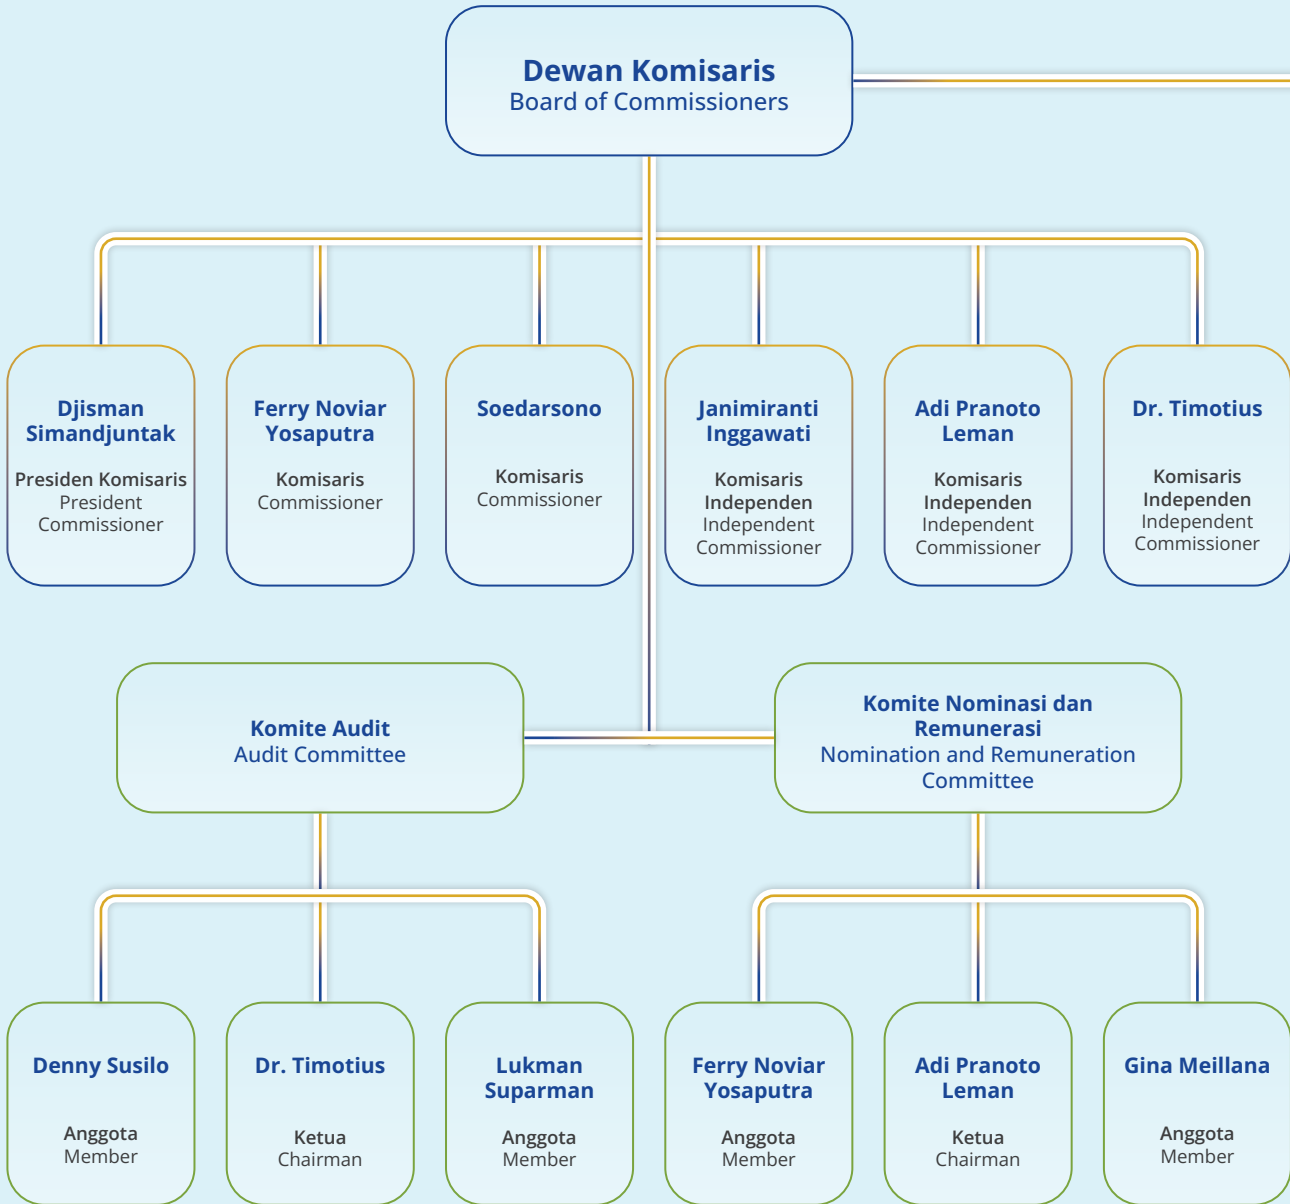 Dewan Komisaris
Board of Commissioners
Djisman
Simandjuntak
Presiden Komisaris
President
Commissioner
Ferry Noviar
Yosaputra
Komisaris
Commissioner
Soedarsono
Komisaris
Commissioner
Janimiranti
Inggawati
Komisaris
Independen
Independent
Commissioner
Adi Pranoto
Leman
Komisaris
Independen
Independent
Commissioner
Dr. Timotius
Komisaris
Independen
Independent
Commissioner
Komite Audit
Audit Committee
Komite Nominasi dan
Remunerasi
Nomination and Remuneration
Committee
Denny Susilo
Anggota
Member
Dr. Timotius
Ketua
Chairman
Lukman
Suparman
Anggota
Member
Ferry Noviar
Yosaputra
Anggota
Member
Adi Pranoto
Leman
Ketua
Chairman
Gina Meillana
Anggota
Member